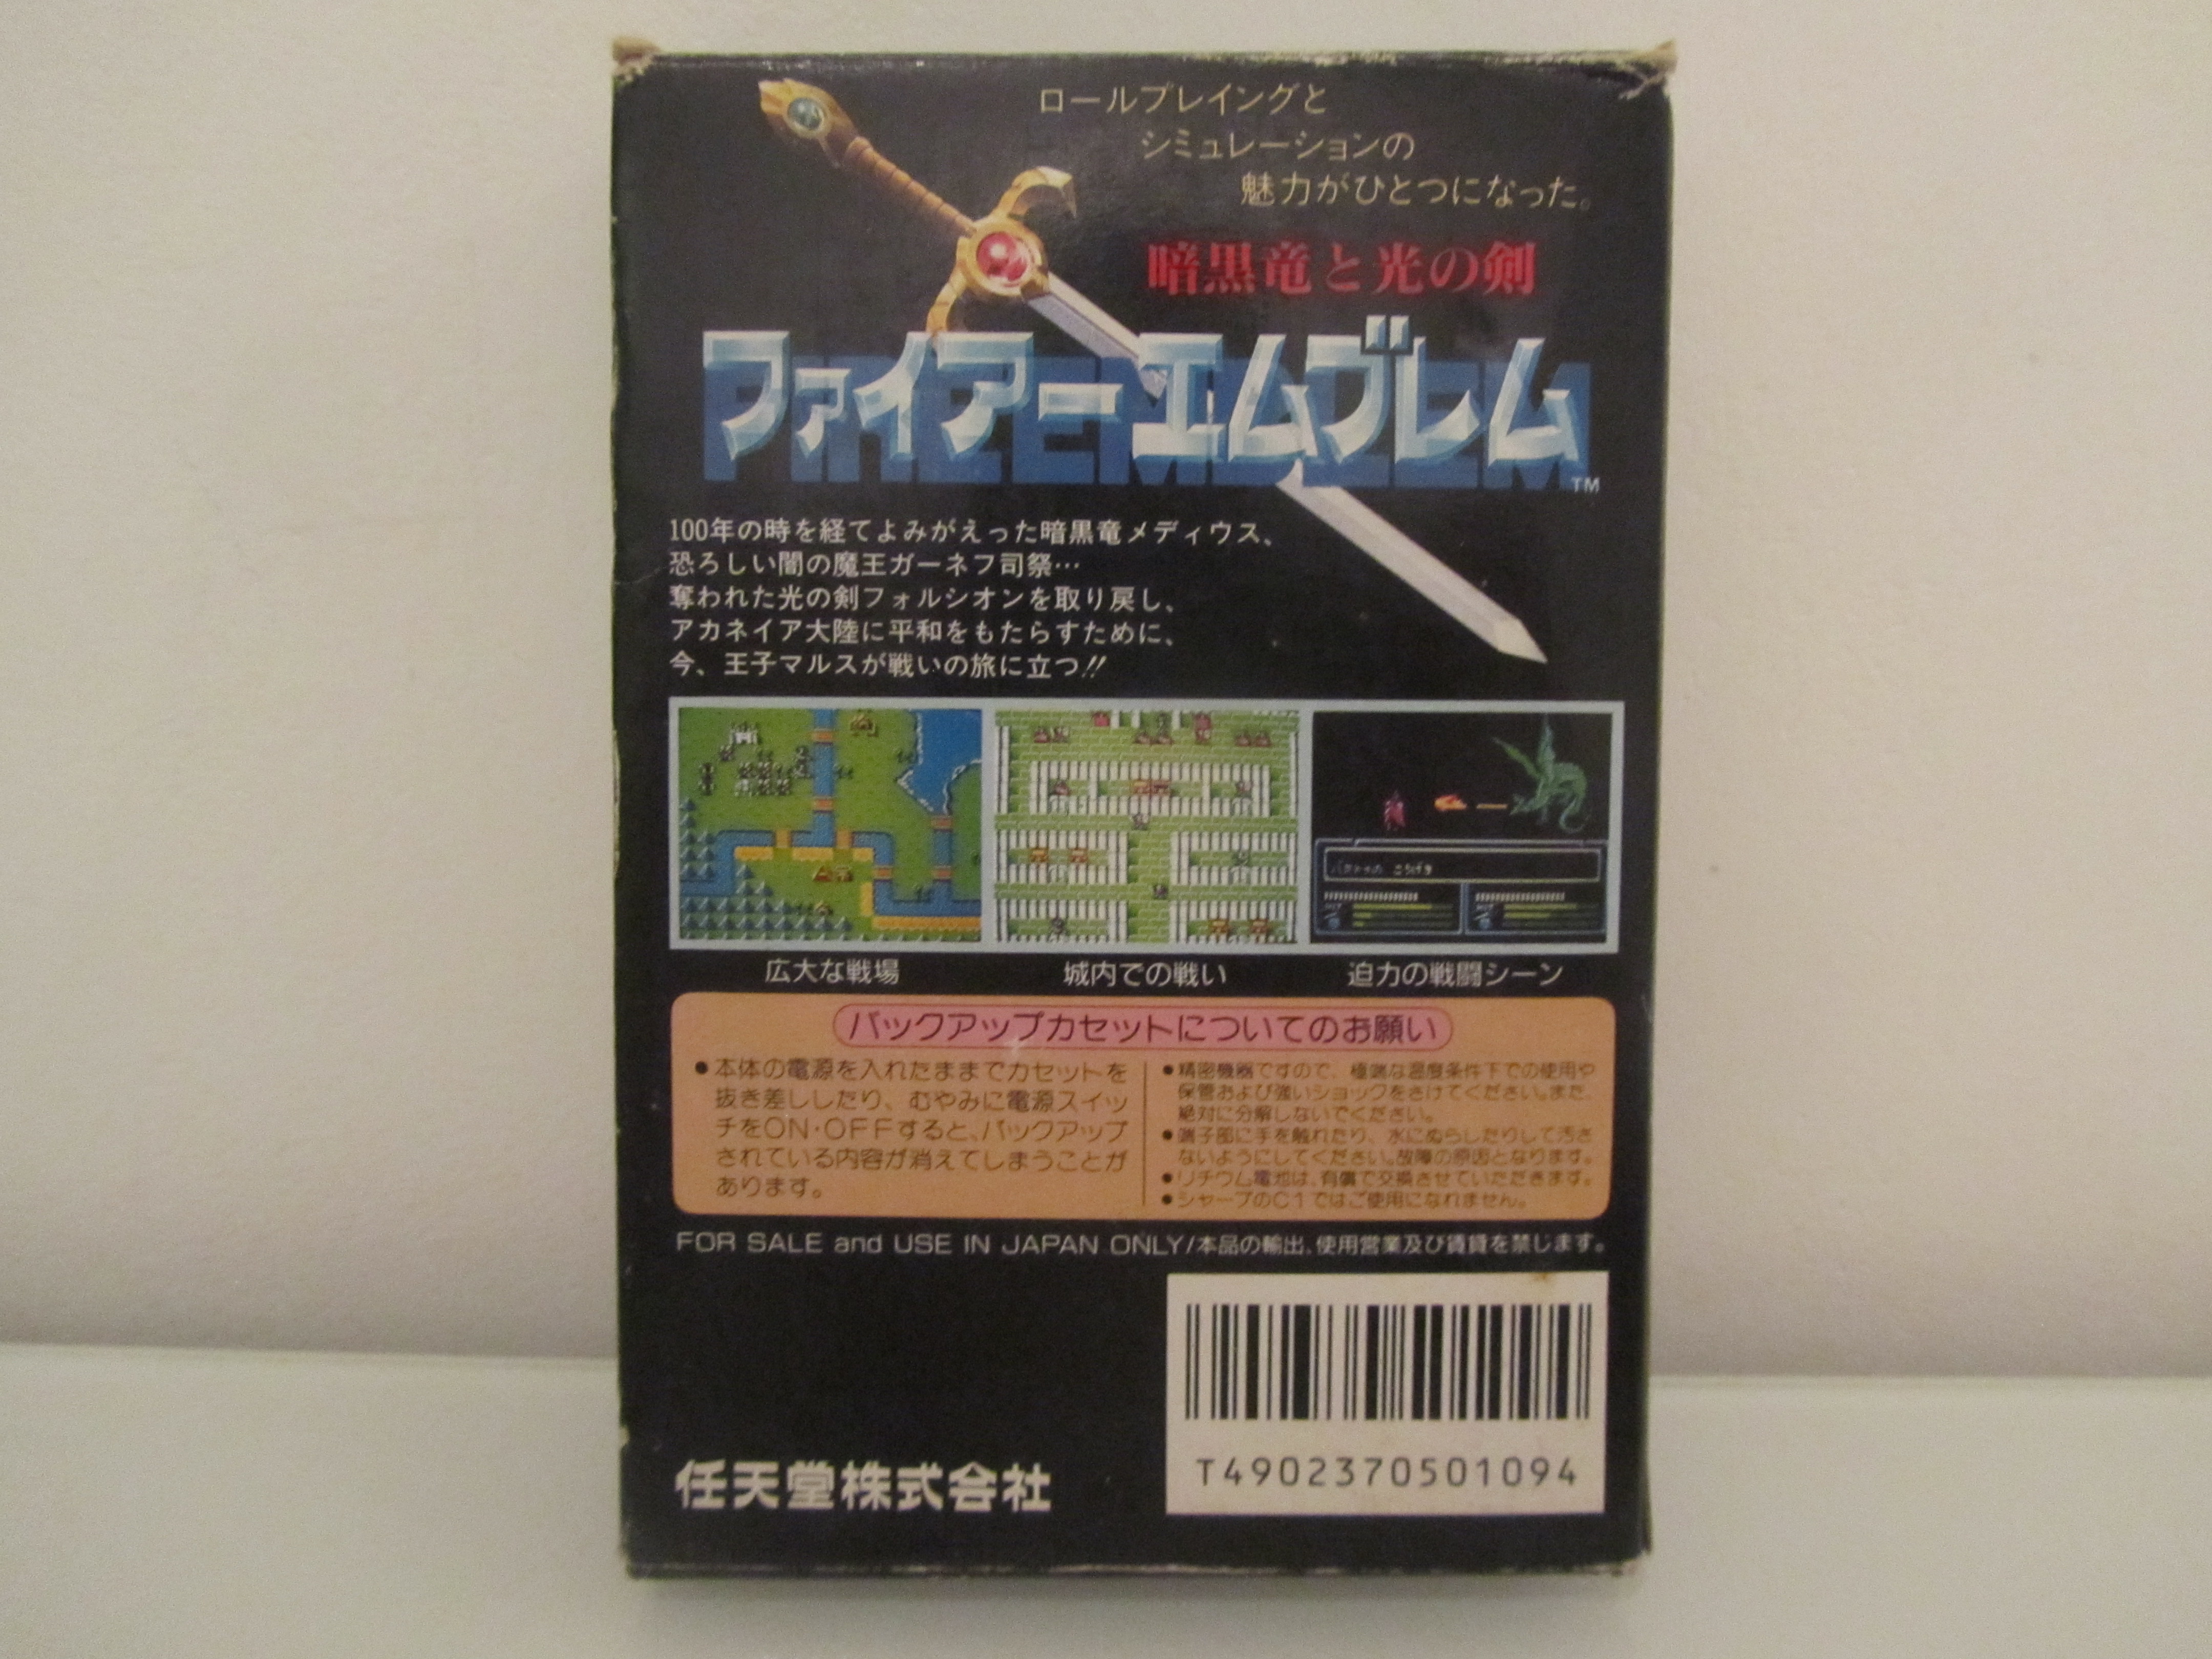 ロールプレイングと
シミュレーションの
魅力がひとつになった。
暗黒竜と光の剣
ファイアーエムブレム
FIRE EMBLEM
TM
100年の時を経てよみがえった暗黒竜メディウス、
恐ろしい闇の魔王ガーネフ司祭…
奪われた光の剣フォルシオンを取り戻し、
アカネイア大陸に平和をもたらすために、
今、王子マルスが戦いの旅に立つ!!
こうげき
広大な戦場
城内での戦い
迫力の戦闘シーン
バックアップカセットについてのお願い
●本体の電源を入れたままでカセットを
抜き差ししたり、むやみに電源スイッ
チをON・OFFすると、バックアップ
されている内容が消えてしまうことが
あります。
●精密機器ですので、極端な温度条件下での使用や
保管および強いショックをさけてください。また、
絶対に分解しないでください。
●端子部に手を触れたり、水にぬらしたりして汚さ
ないようにしてください。故障の原因となります。
●リチウム電池は、有償で交換させていただきます。
●シャープのC1ではご使用になれません。
FOR SALE and USE IN JAPAN ONLY/本品の輸出、使用営業及び賃貸を禁じます。
T4902370501094
任天堂株式会社